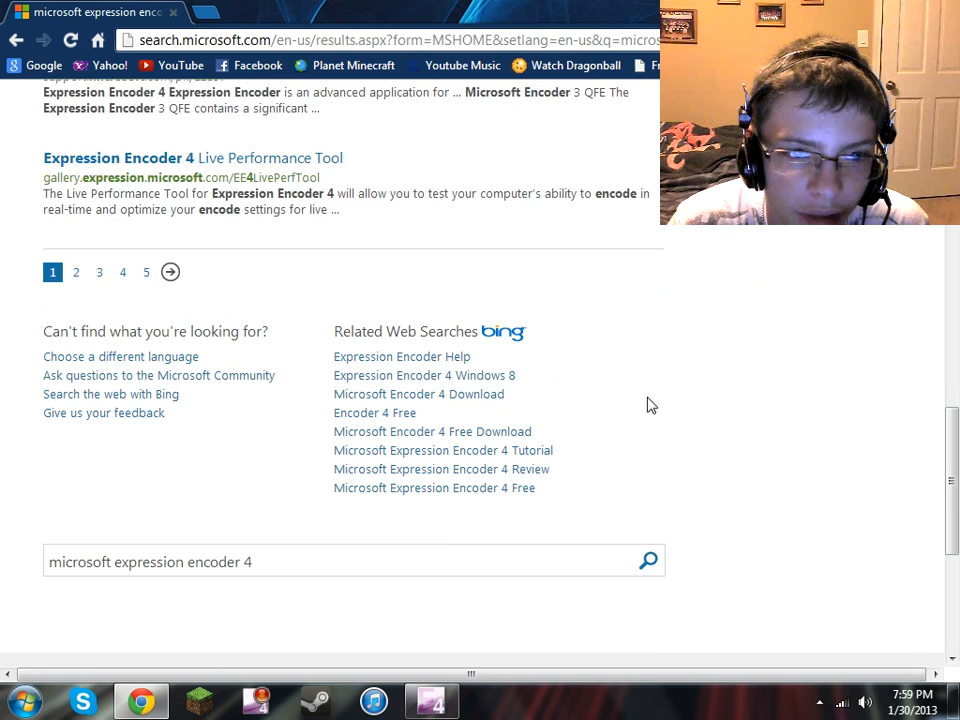 microsoft expression enco
search.microsoft.com/en-us/results.aspx?form=MSHOME&setlang=en-us&q=micros
Google Yahoo! YouTube Facebook Planet Minecraft Youtube Music Watch Dragonball Fr
Expression Encoder 4 Expression Encoder is an advanced application for ... Microsoft Encoder 3 QFE The
Expression Encoder 3 QFE contains a significant ...
Expression Encoder 4 Live Performance Tool
gallery.expression.microsoft.com/EE4LivePerfTool
The Live Performance Tool for Expression Encoder 4 will allow you to test your computer's ability to encode in
real-time and optimize your encode settings for live ...
1 2 3 4 5
Can't find what you're looking for?
Choose a different language
Ask questions to the Microsoft Community
Search the web with Bing
Give us your feedback
Related Web Searches bing
Expression Encoder Help
Expression Encoder 4 Windows 8
Microsoft Encoder 4 Download
Encoder 4 Free
Microsoft Encoder 4 Free Download
Microsoft Expression Encoder 4 Tutorial
Microsoft Expression Encoder 4 Review
Microsoft Expression Encoder 4 Free
microsoft expression encoder 4
7:59 PM
1/30/2013